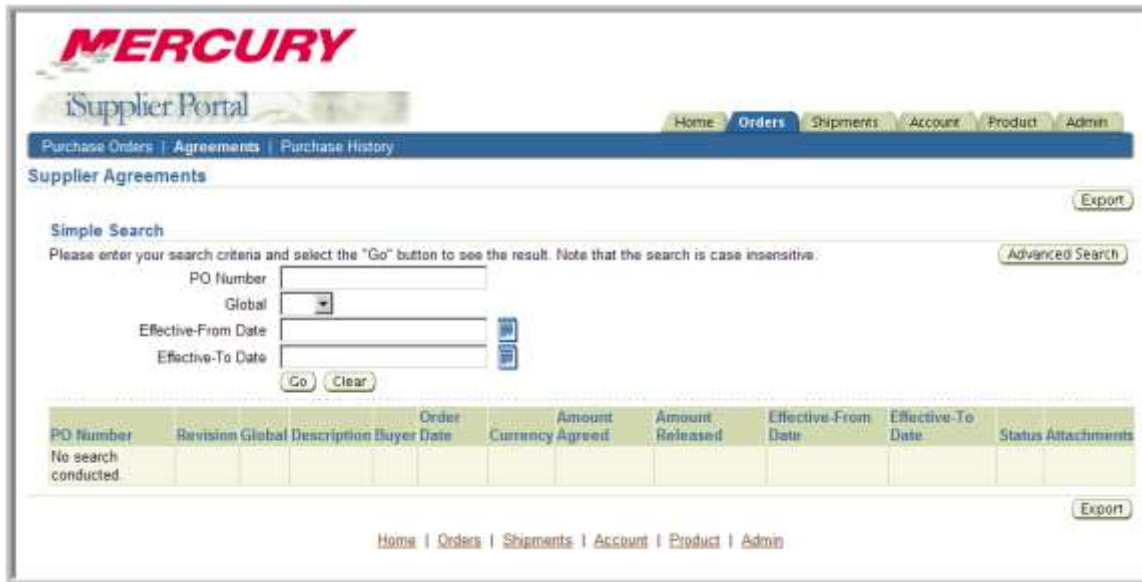 MERCURY
iSupplier Portal
Home Orders Shipments Account Product Admin
Purchase Orders | Agreements | Purchase History
Supplier Agreements
Export
Simple Search
Please enter your search criteria and select the "Go" button to see the result. Note that the search is case insensitive.
Advanced Search
PO Number
Global
Effective-From Date
Effective-To Date
Go Clear
PO Number Revision Global Description Buyer Order Date Currency Amount Agreed Amount Released Effective-From Date Effective-To Date Status Attachments
No search conducted.
Export
Home | Orders | Shipments | Account | Product | Admin